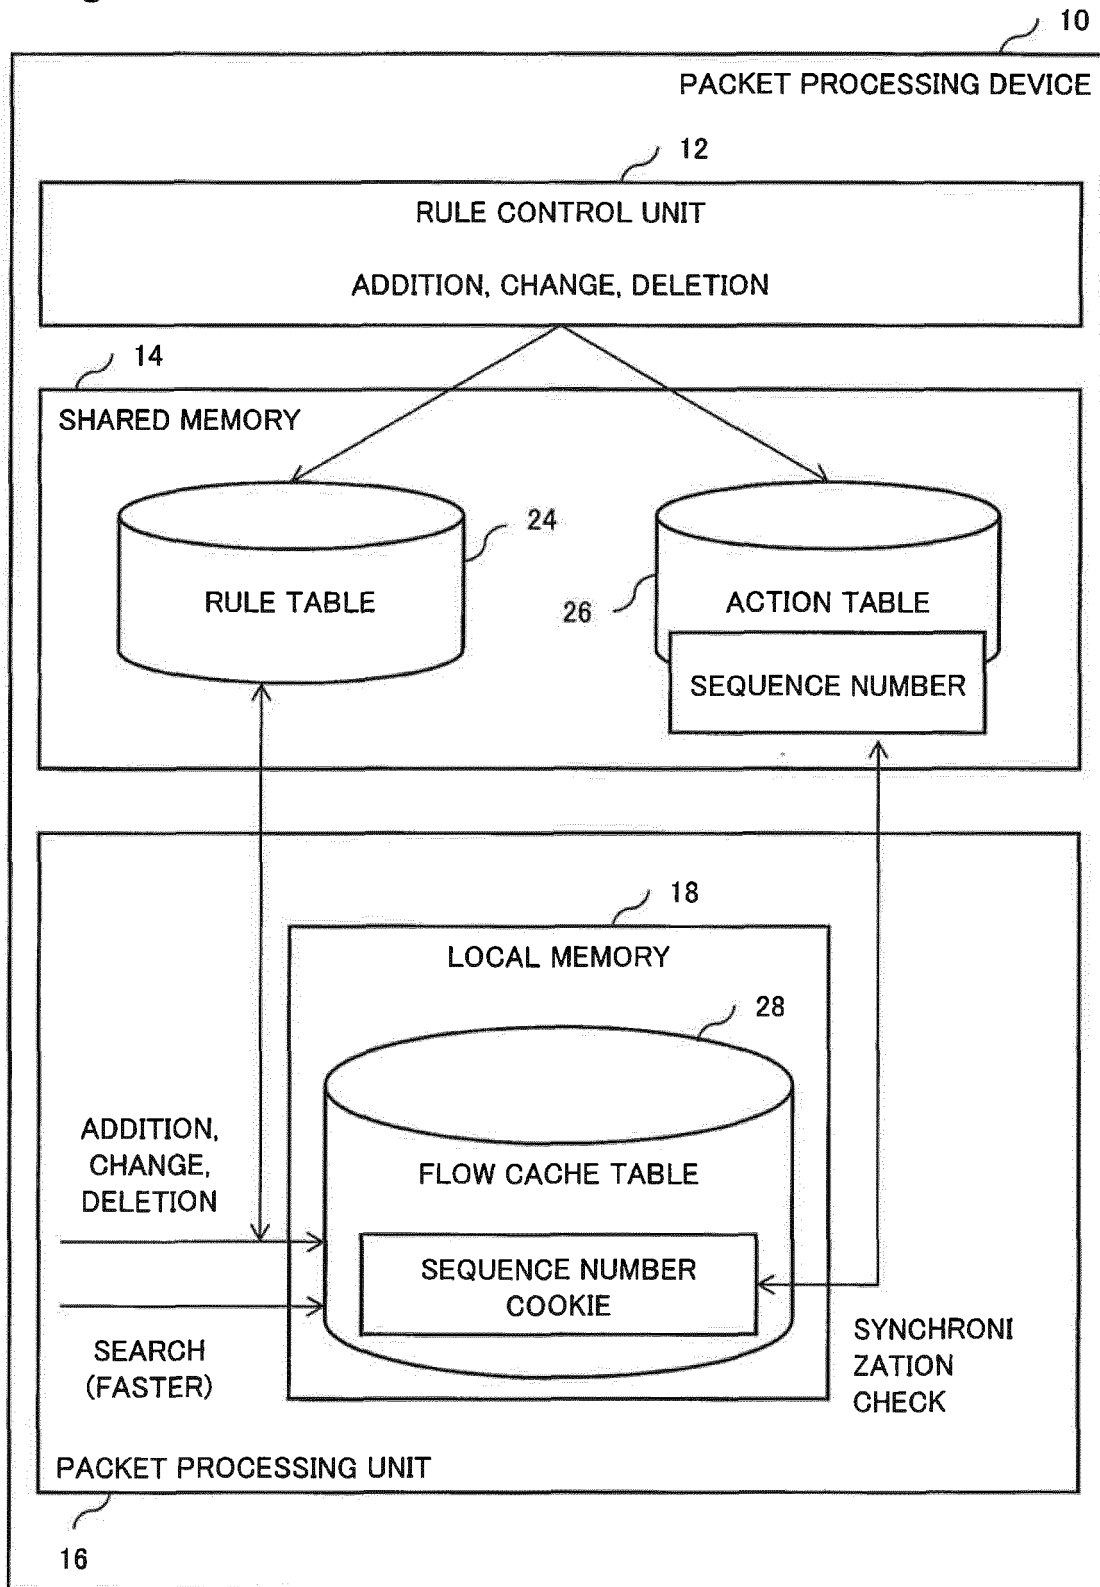 10
PACKET PROCESSING DEVICE
12
RULE CONTROL UNIT
ADDITION, CHANGE, DELETION
14
SHARED MEMORY
24
RULE TABLE
26
ACTION TABLE
SEQUENCE NUMBER
18
LOCAL MEMORY
28
FLOW CACHE TABLE
ADDITION,
CHANGE,
DELETION
SEQUENCE NUMBER
COOKIE
SEARCH
(FASTER)
SYNCHRONI
ZATION
CHECK
PACKET PROCESSING UNIT
16